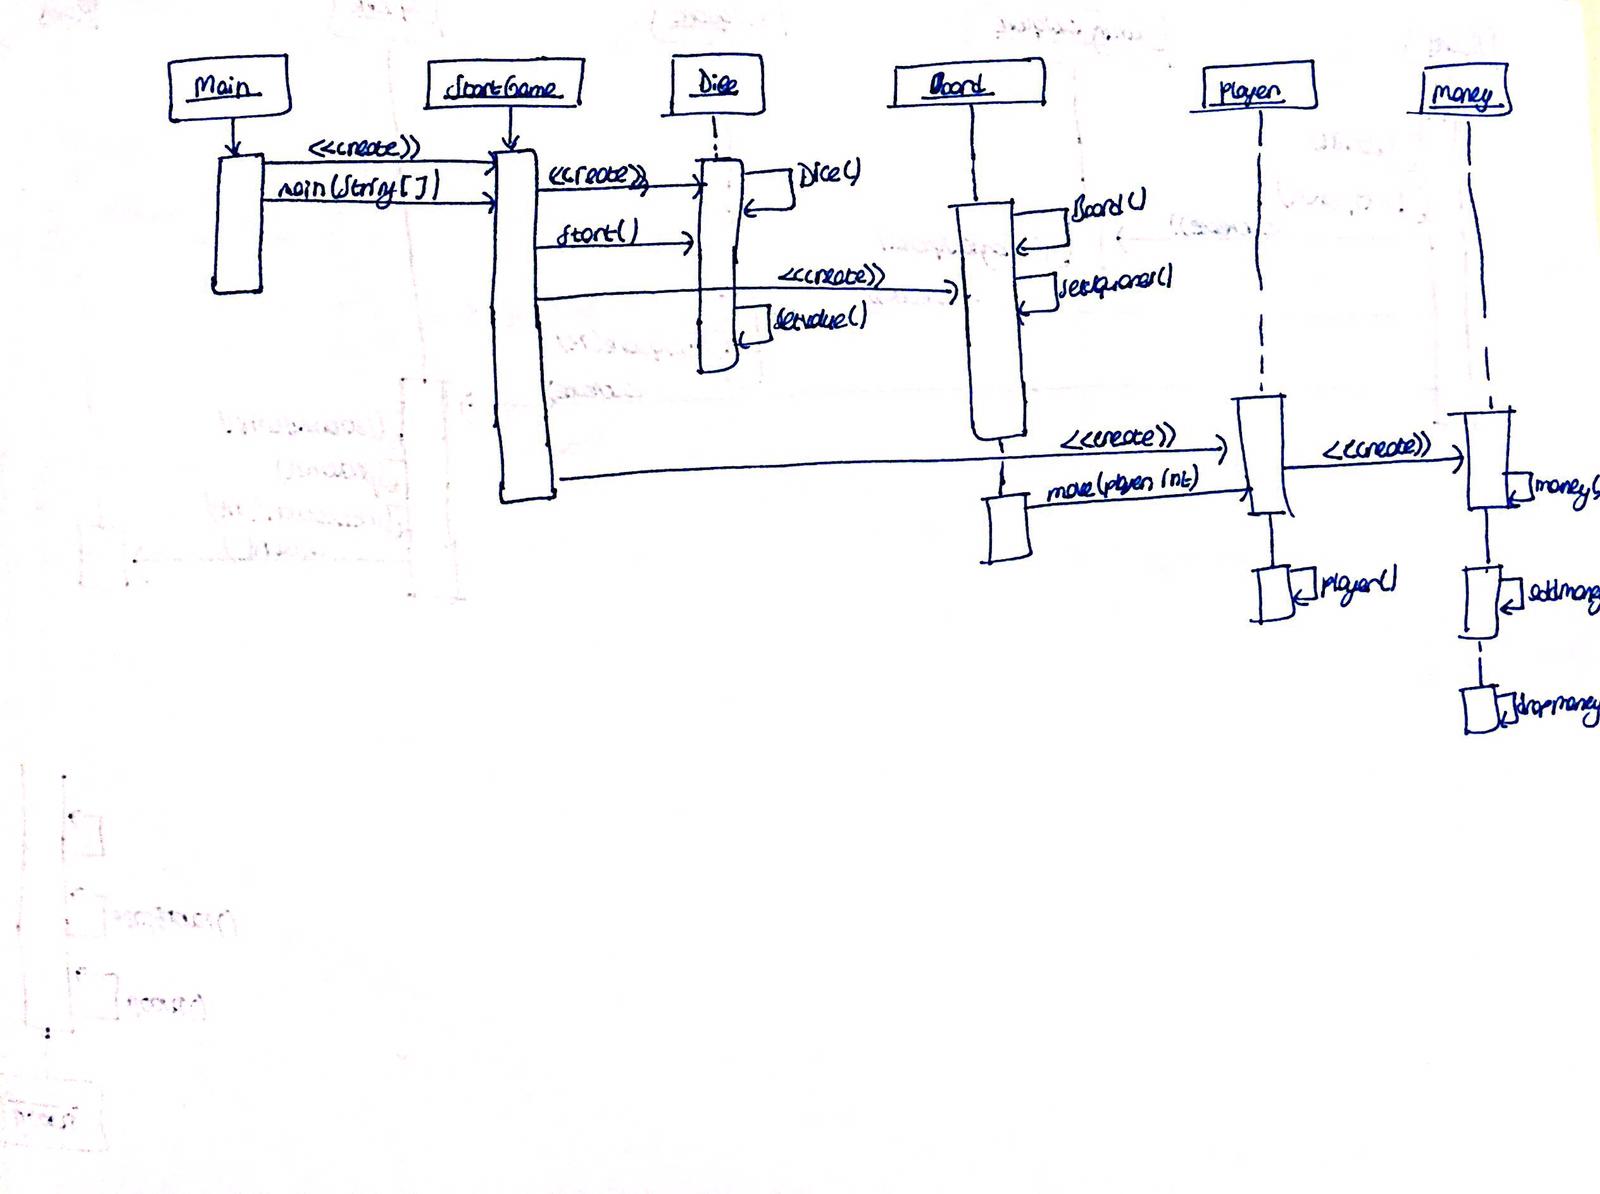 Main
StartGame
Dice
Board
player
money
<<create>>
main(String[])
<<create>>
Dice()
start()
Board()
<<create>>
setsquares()
setvalue()
<<create>>
<<create>>
move(player int)
money(
player()
addmoney
dropmoney